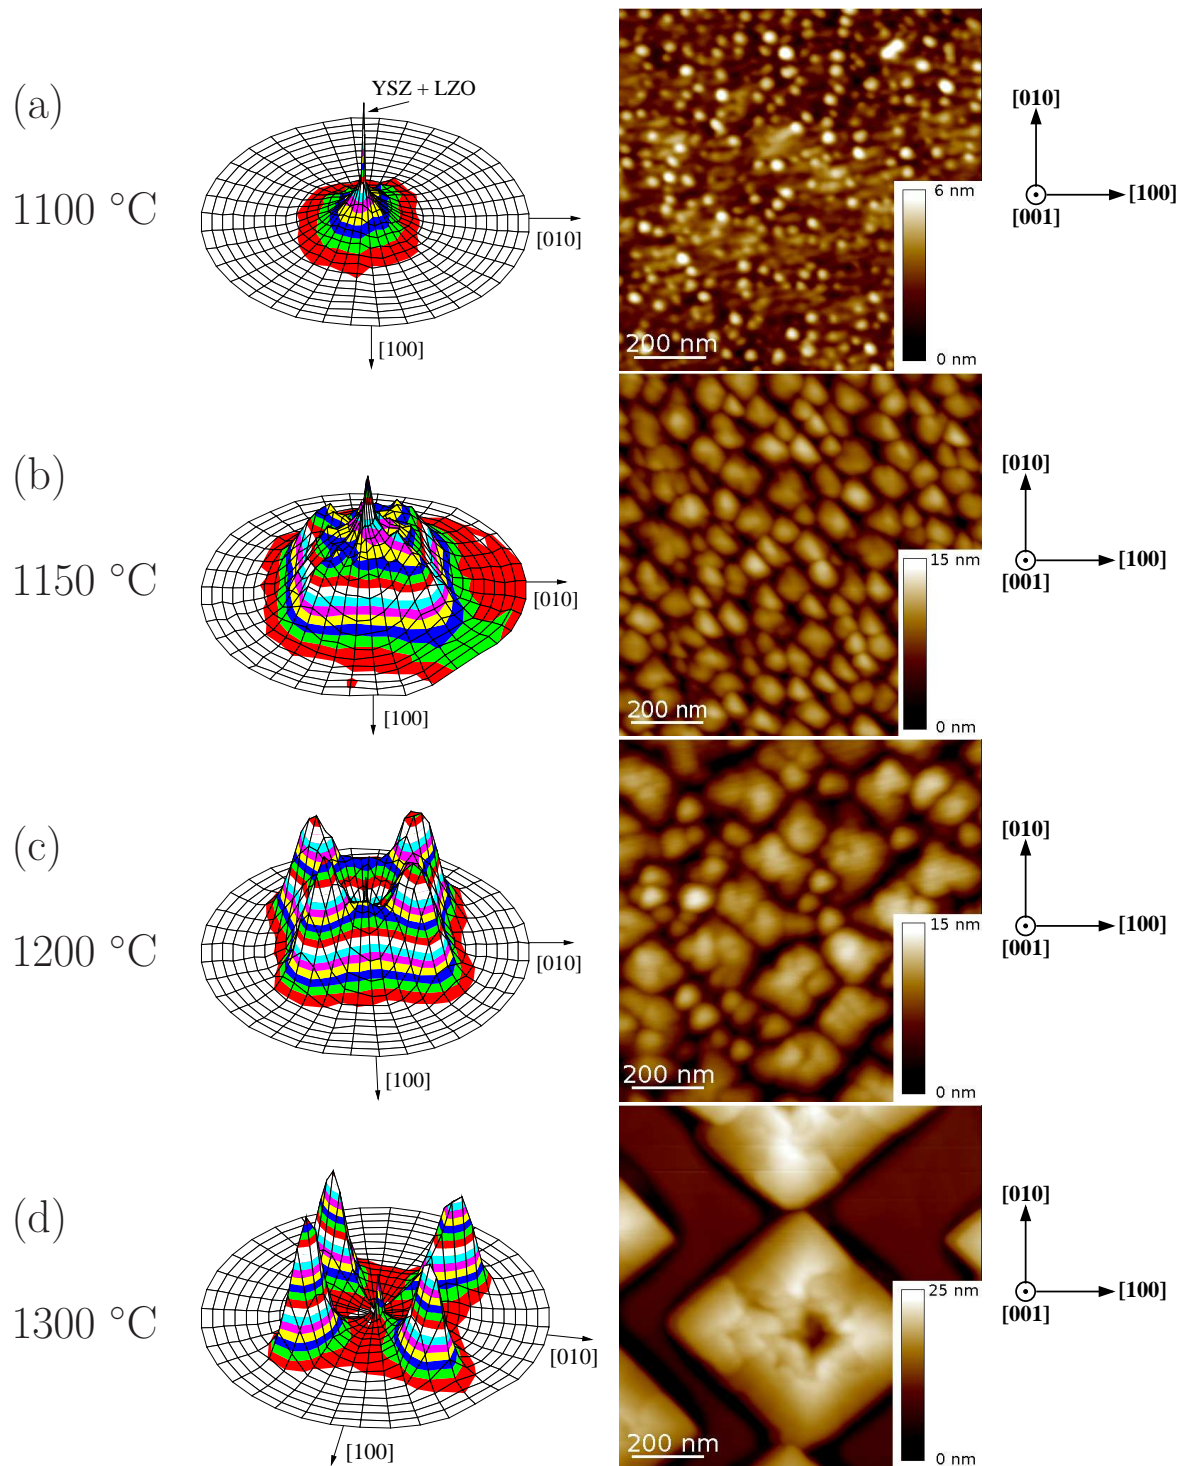 (a)
1100 °C
YSZ + LZO
[010]
[100]
6 nm
0 nm
200 nm
[010]
[100]
[001]
(b)
1150 °C
[010]
[100]
15 nm
0 nm
200 nm
[010]
[100]
[001]
(c)
1200 °C
[010]
[100]
15 nm
0 nm
200 nm
[010]
[100]
[001]
(d)
1300 °C
[010]
[100]
25 nm
0 nm
200 nm
[010]
[100]
[001]